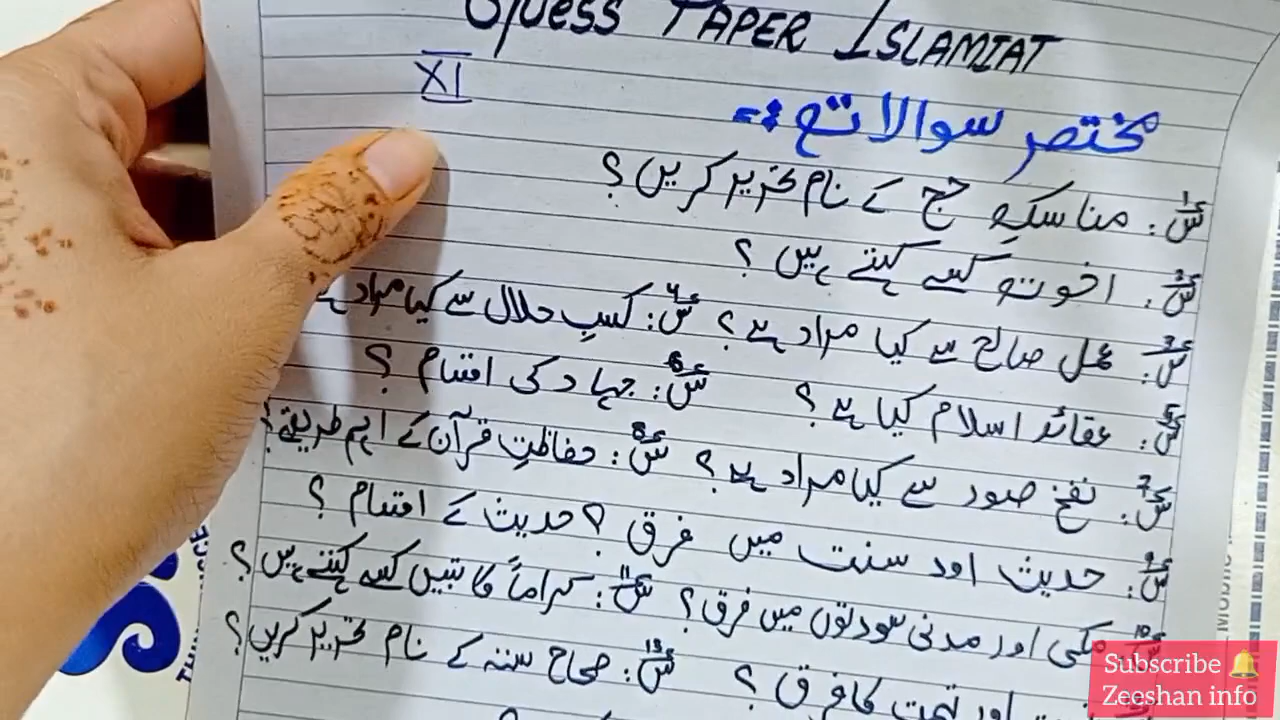 Guess PAPER ISLAMIAT
XI
مختصر سوالات :-
س1: مناسکِ حج کے نام تحریر کریں؟
س2: اخوت کسے کہتے ہیں؟
س3: عمل صالح سے کیا مراد ہے؟ س4: کسبِ حلال سے کیا مراد ہے
س5: عقائد اسلام کیا ہے؟ س6: جہاد کی اقسام؟
س7: نفخ صور سے کیا مراد ہے؟ س8: حفاظتِ قرآن کے اہم طریقے؟
س9: حدیث اور سنت میں فرق؟ حدیث کے اقسام؟
س10: مکی اور مدنی سورتوں میں فرق؟ س11: کراماً کاتبین کسے کہتے ہیں؟
اور تہمت کا فرق؟ س13: صحاح ستہ کے نام تحریر کریں؟
Subscribe 🔔
Zeeshan info